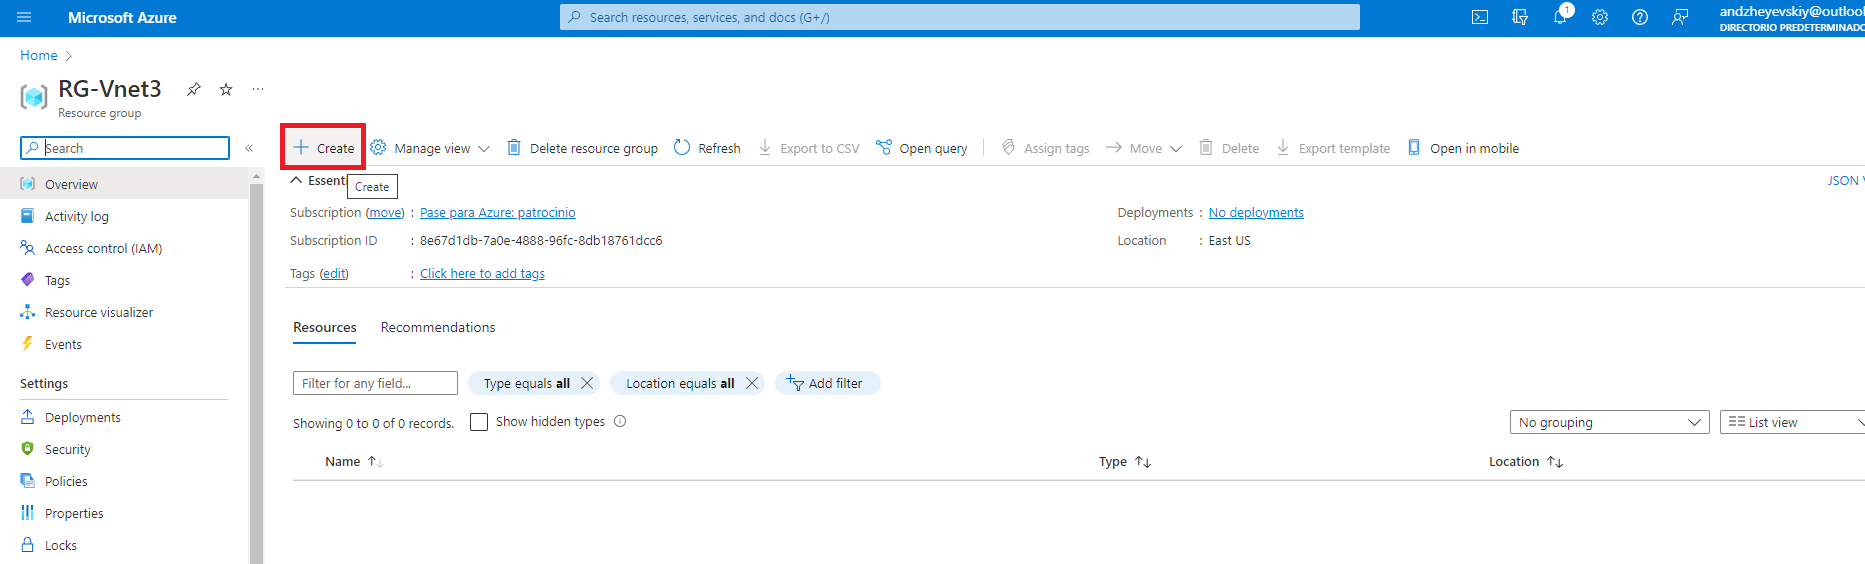 Microsoft Azure
Search resources, services, and docs (G+/)
1
andzheyevskiy@outlook
DIRECTORIO PREDETERMINADO
Home
RG-Vnet3
Resource group
Search
Create
Manage view
Delete resource group
Refresh
Export to CSV
Open query
Assign tags
Move
Delete
Export template
Open in mobile
Overview
Activity log
Access control (IAM)
Tags
Resource visualizer
Events
Settings
Deployments
Security
Policies
Properties
Locks
Essenti
Create
JSON V
Subscription (move) : Pase para Azure: patrocinio
Deployments : No deployments
Subscription ID : 8e67d1db-7a0e-4888-96fc-8db18761dcc6
Location : East US
Tags (edit) : Click here to add tags
Resources
Recommendations
Filter for any field...
Type equals all
Location equals all
Add filter
Showing 0 to 0 of 0 records.
Show hidden types
No grouping
List view
Name
Type
Location